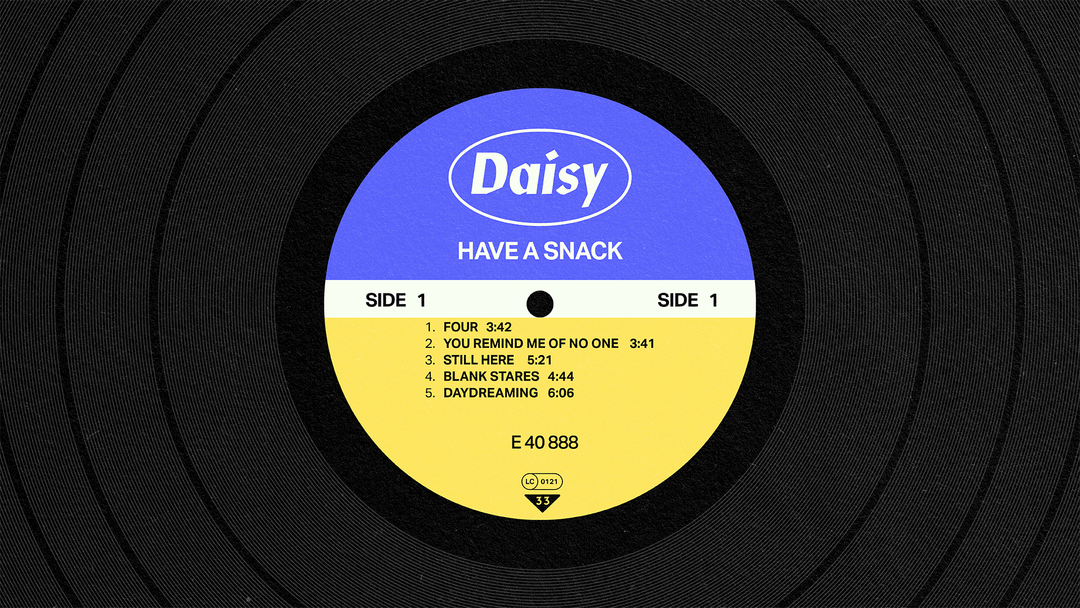 Daisy
HAVE A SNACK
SIDE 1 SIDE 1
1. FOUR 3:42
2. YOU REMIND ME OF NO ONE 3:41
3. STILL HERE 5:21
4. BLANK STARES 4:44
5. DAYDREAMING 6:06
E 40 888
LC 0121
33